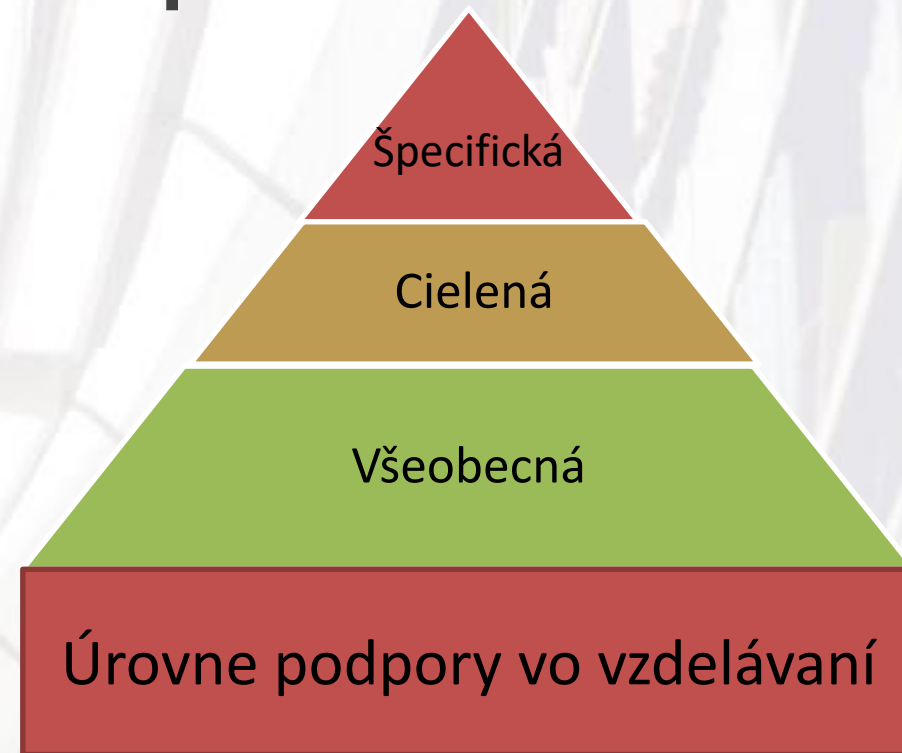 Špecifická
Cielená
Všeobecná
Úrovne podpory vo vzdelávaní